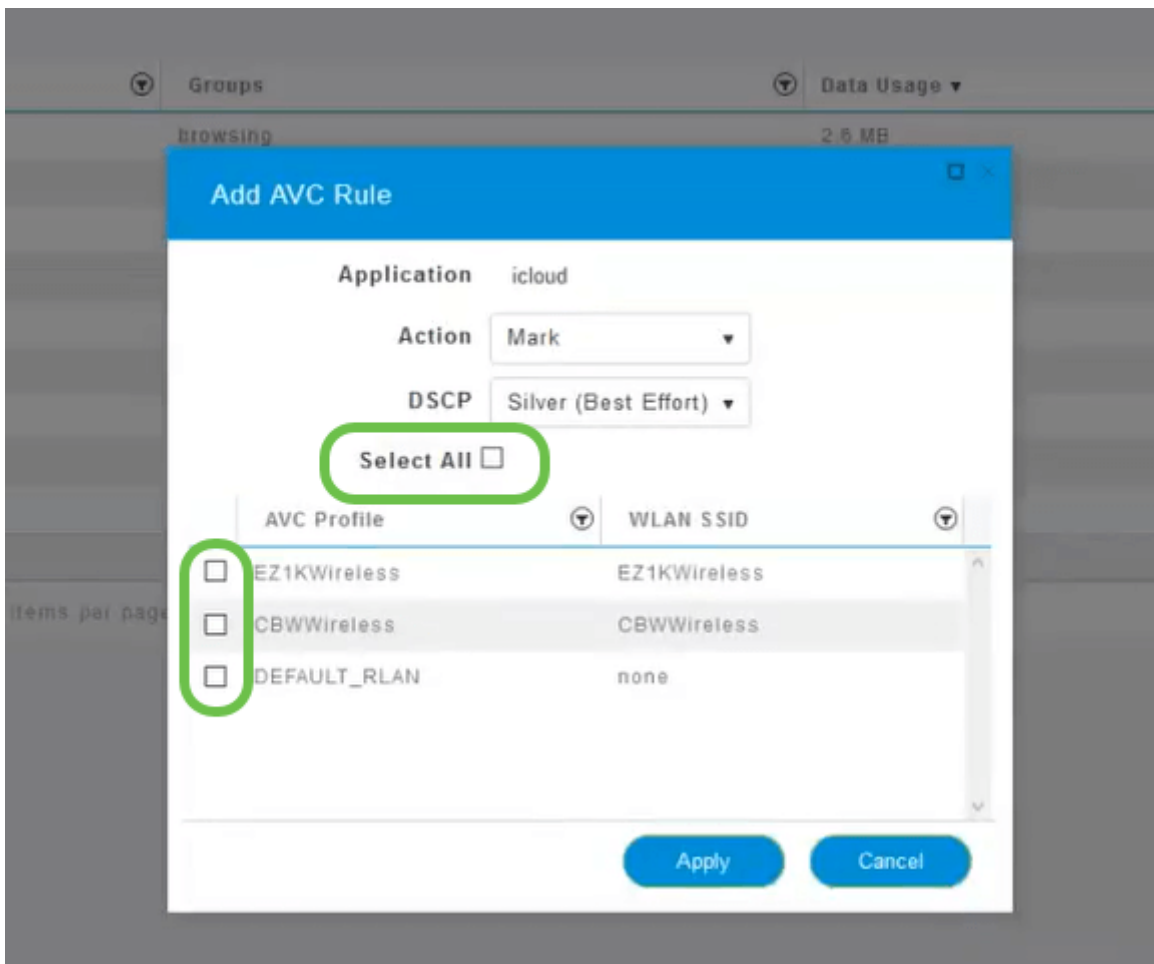 Groups Data Usage
browsing 2.6 MB
Add AVC Rule
Application icloud
Action Mark
DSCP Silver (Best Effort)
Select All
AVC Profile WLAN SSID
EZ1KWireless EZ1KWireless
items per page
CBWWireless CBWWireless
DEFAULT_RLAN none
Apply Cancel